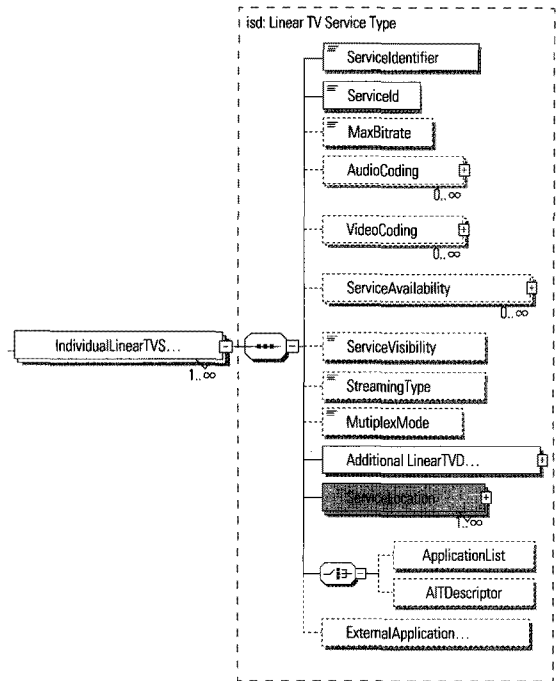 isd: Linear TV Service Type
ServiceIdentifier
ServiceId
MaxBitrate
AudioCoding
0..∞
VideoCoding
0..∞
ServiceAvailability
0..∞
IndividualLinearTVS...
1..∞
ServiceVisibility
StreamingType
MutiplexMode
Additional LinearTVD...
ServiceLocation
1..∞
ApplicationList
AITDescriptor
ExternalApplication...